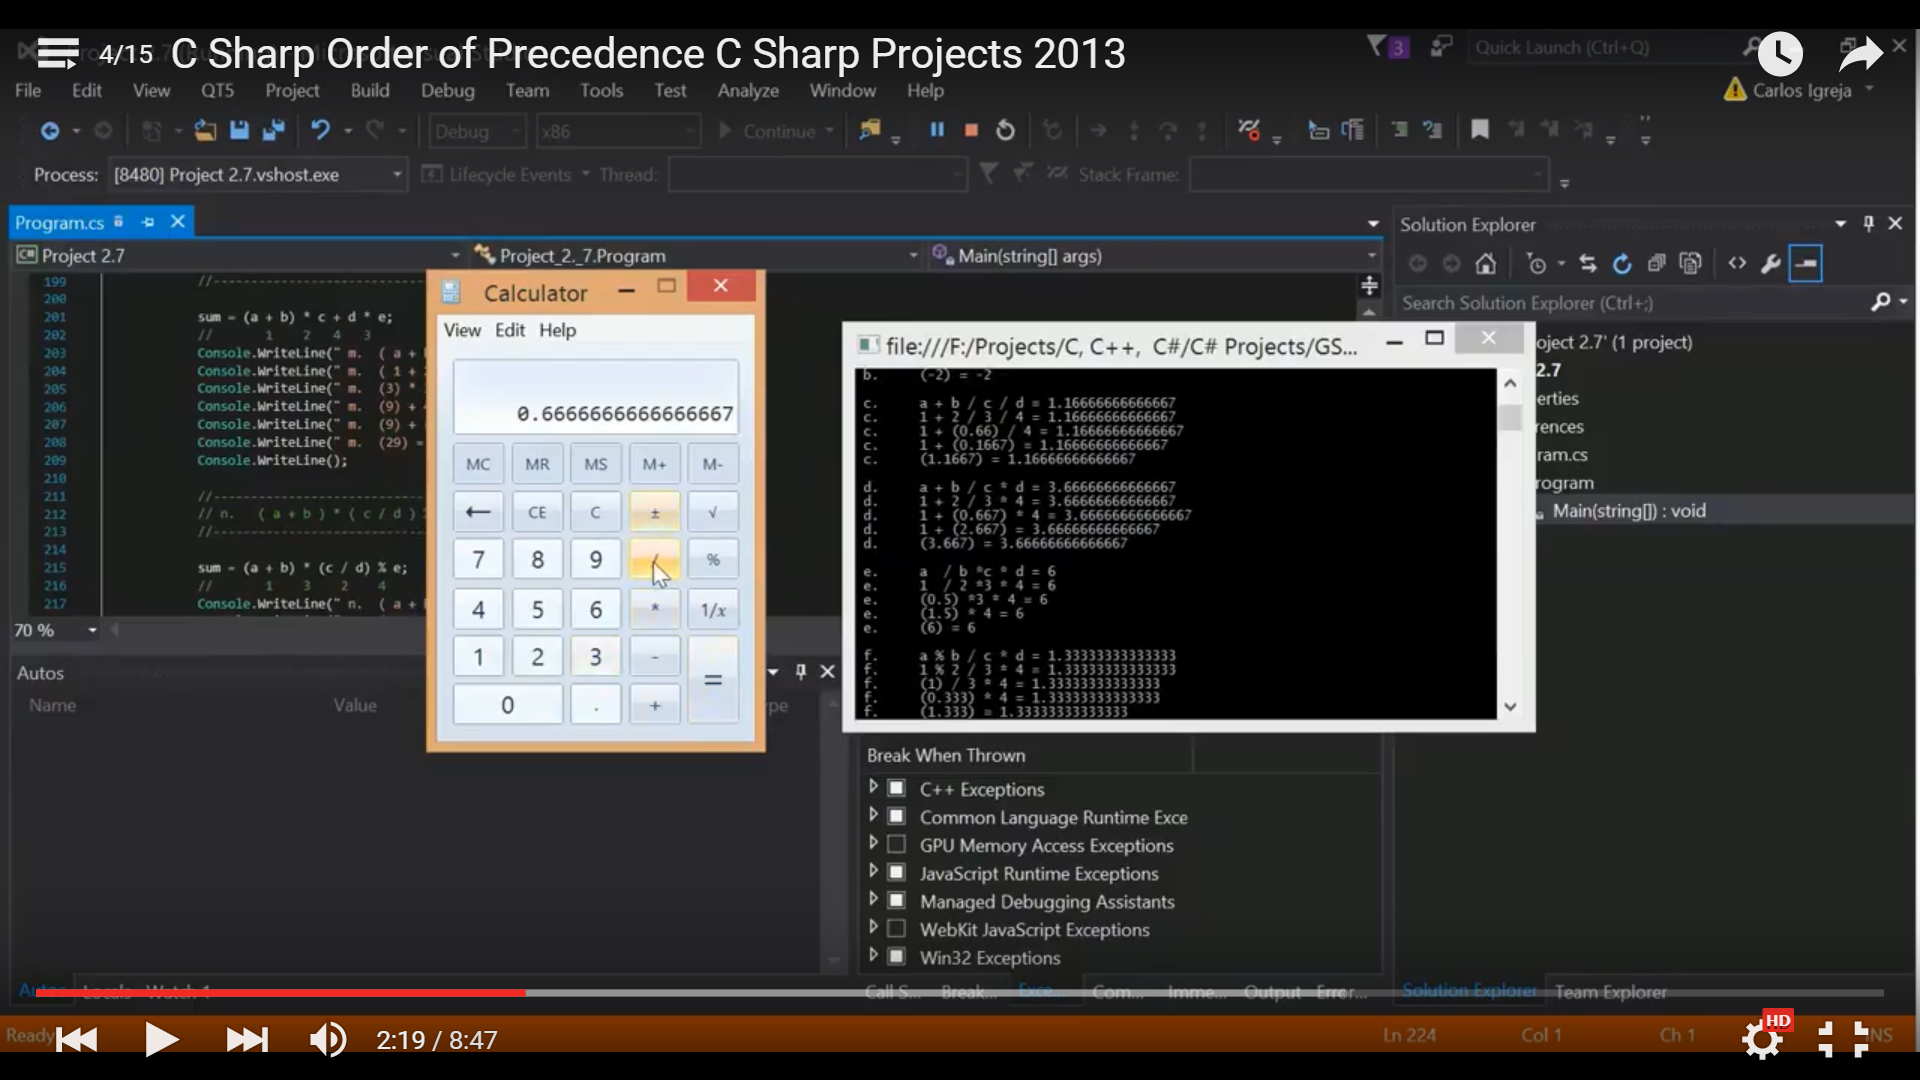 4/15 C Sharp Order of Precedence C Sharp Projects 2013
3
Quick Launch (Ctrl+Q)
File Edit View QT5 Project Build Debug Team Tools Test Analyze Window Help
Carlos Igreja
Debug x86 Continue
Process: [8480] Project 2.7.vshost.exe Lifecycle Events Thread: Stack Frame:
Program.cs
Project 2.7 Project_2._7.Program Main(string[] args)
199 //
200
201 sum = (a + b) * c + d * e;
202 // 1 2 4 3
203 Console.WriteLine(" m. ( a +
204 Console.WriteLine(" m. ( 1 +
205 Console.WriteLine(" m. (3) *
206 Console.WriteLine(" m. (9) +
207 Console.WriteLine(" m. (9) +
208 Console.WriteLine(" m. (29) =
209 Console.WriteLine();
210
211 //
212 // n. ( a + b ) * ( c / d )
213 //
214
215 sum = (a + b) * (c / d) % e;
216 // 1 3 2 4
217 Console.WriteLine(" n. ( a +
70 %
Autos
Name Value
Calculator
View Edit Help
0.6666666666666667
MC MR MS M+ M-
← CE C ± √
7 8 9 / %
4 5 6 * 1/x
1 2 3 - =
0 . +
file:///F:/Projects/C, C++, C#/C# Projects/GS...
b. (-2) = -2
c. a + b / c / d = 1.16666666666667
c. 1 + 2 / 3 / 4 = 1.16666666666667
c. 1 + (0.66) / 4 = 1.16666666666667
c. 1 + (0.1667) = 1.16666666666667
c. (1.1667) = 1.16666666666667
d. a + b / c * d = 3.66666666666667
d. 1 + 2 / 3 * 4 = 3.66666666666667
d. 1 + (0.667) * 4 = 3.66666666666667
d. 1 + (2.667) = 3.66666666666667
d. (3.667) = 3.66666666666667
e. a / b *c * d = 6
e. 1 / 2 *3 * 4 = 6
e. (0.5) *3 * 4 = 6
e. (1.5) * 4 = 6
e. (6) = 6
f. a % b / c * d = 1.33333333333333
f. 1 % 2 / 3 * 4 = 1.33333333333333
f. (1) / 3 * 4 = 1.33333333333333
f. (0.333) * 4 = 1.33333333333333
f. (1.333) = 1.33333333333333
Solution Explorer
Search Solution Explorer (Ctrl+;)
oject 2.7' (1 project)
2.7
erties
rences
ram.cs
rogram
Main(string[]) : void
Break When Thrown
C++ Exceptions
Common Language Runtime Exce
GPU Memory Access Exceptions
JavaScript Runtime Exceptions
Managed Debugging Assistants
WebKit JavaScript Exceptions
Win32 Exceptions
Autos Locals Watch 1 Call S... Break... Exce... Com... Imme... Output Error... Solution Explorer Team Explorer
Ready Ln 224 Col 1 Ch 1 INS
2:19 / 8:47 HD